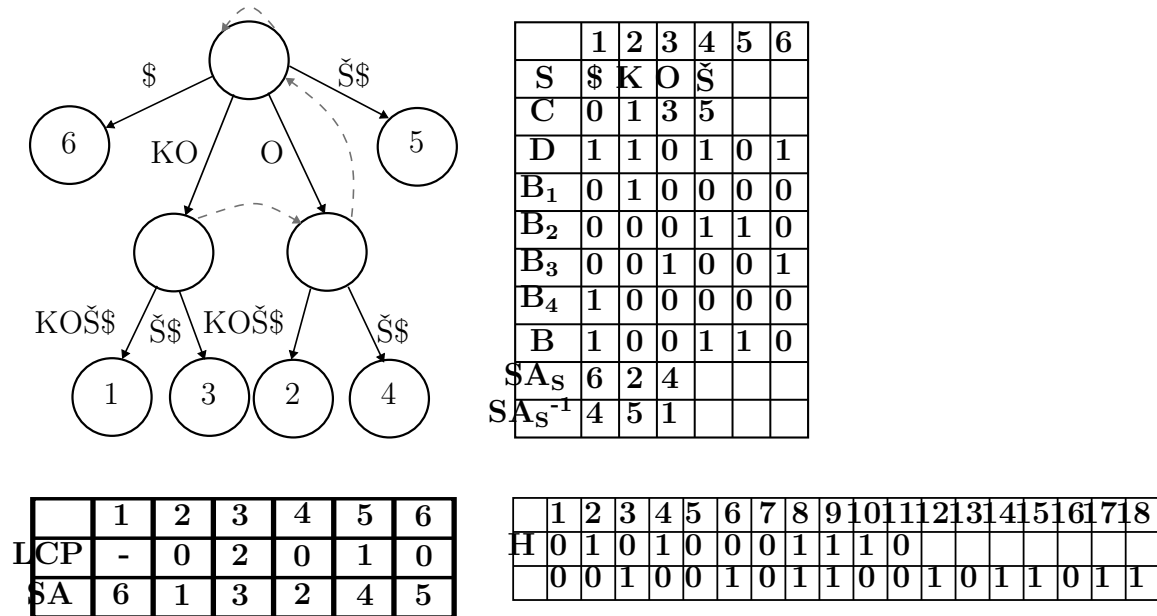 $ Š$
6 5
KO O
KOŠ$ Š$ KOŠ$ Š$
1 3 2 4
1 2 3 4 5 6
S $ K O Š
C 0 1 3 5
D 1 1 0 1 0 1
B1 0 1 0 0 0 0
B2 0 0 0 1 1 0
B3 0 0 1 0 0 1
B4 1 0 0 0 0 0
B 1 0 0 1 1 0
SAS 6 2 4
SAS-1 4 5 1
1 2 3 4 5 6
LCP - 0 2 0 1 0
SA 6 1 3 2 4 5
1 2 3 4 5 6 7 8 9 10 11 12 13 14 15 16 17 18
H 0 1 0 1 0 0 0 1 1 1 0
0 0 1 0 0 1 0 1 1 0 0 1 0 1 1 0 1 1